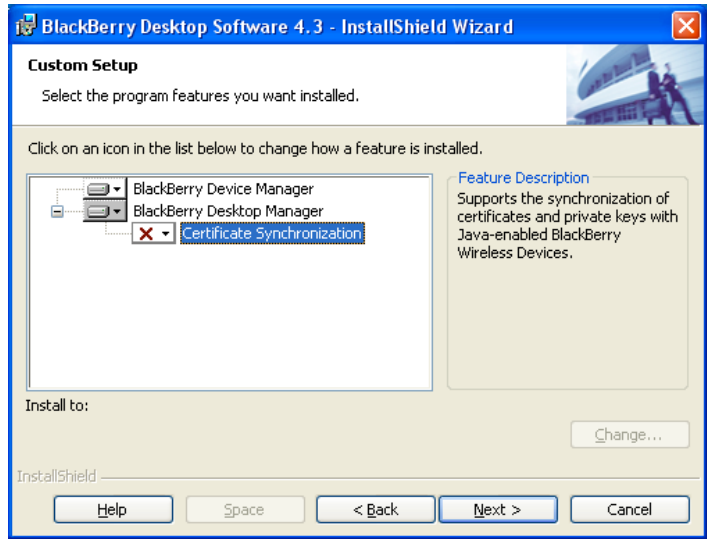 BlackBerry Desktop Software 4.3 - InstallShield Wizard
Custom Setup
Select the program features you want installed.
Click on an icon in the list below to change how a feature is installed.
BlackBerry Device Manager
BlackBerry Desktop Manager
Certificate Synchronization
Feature Description
Supports the synchronization of
certificates and private keys with
Java-enabled BlackBerry
Wireless Devices.
Install to:
Change...
InstallShield
Help
Space
< Back
Next >
Cancel